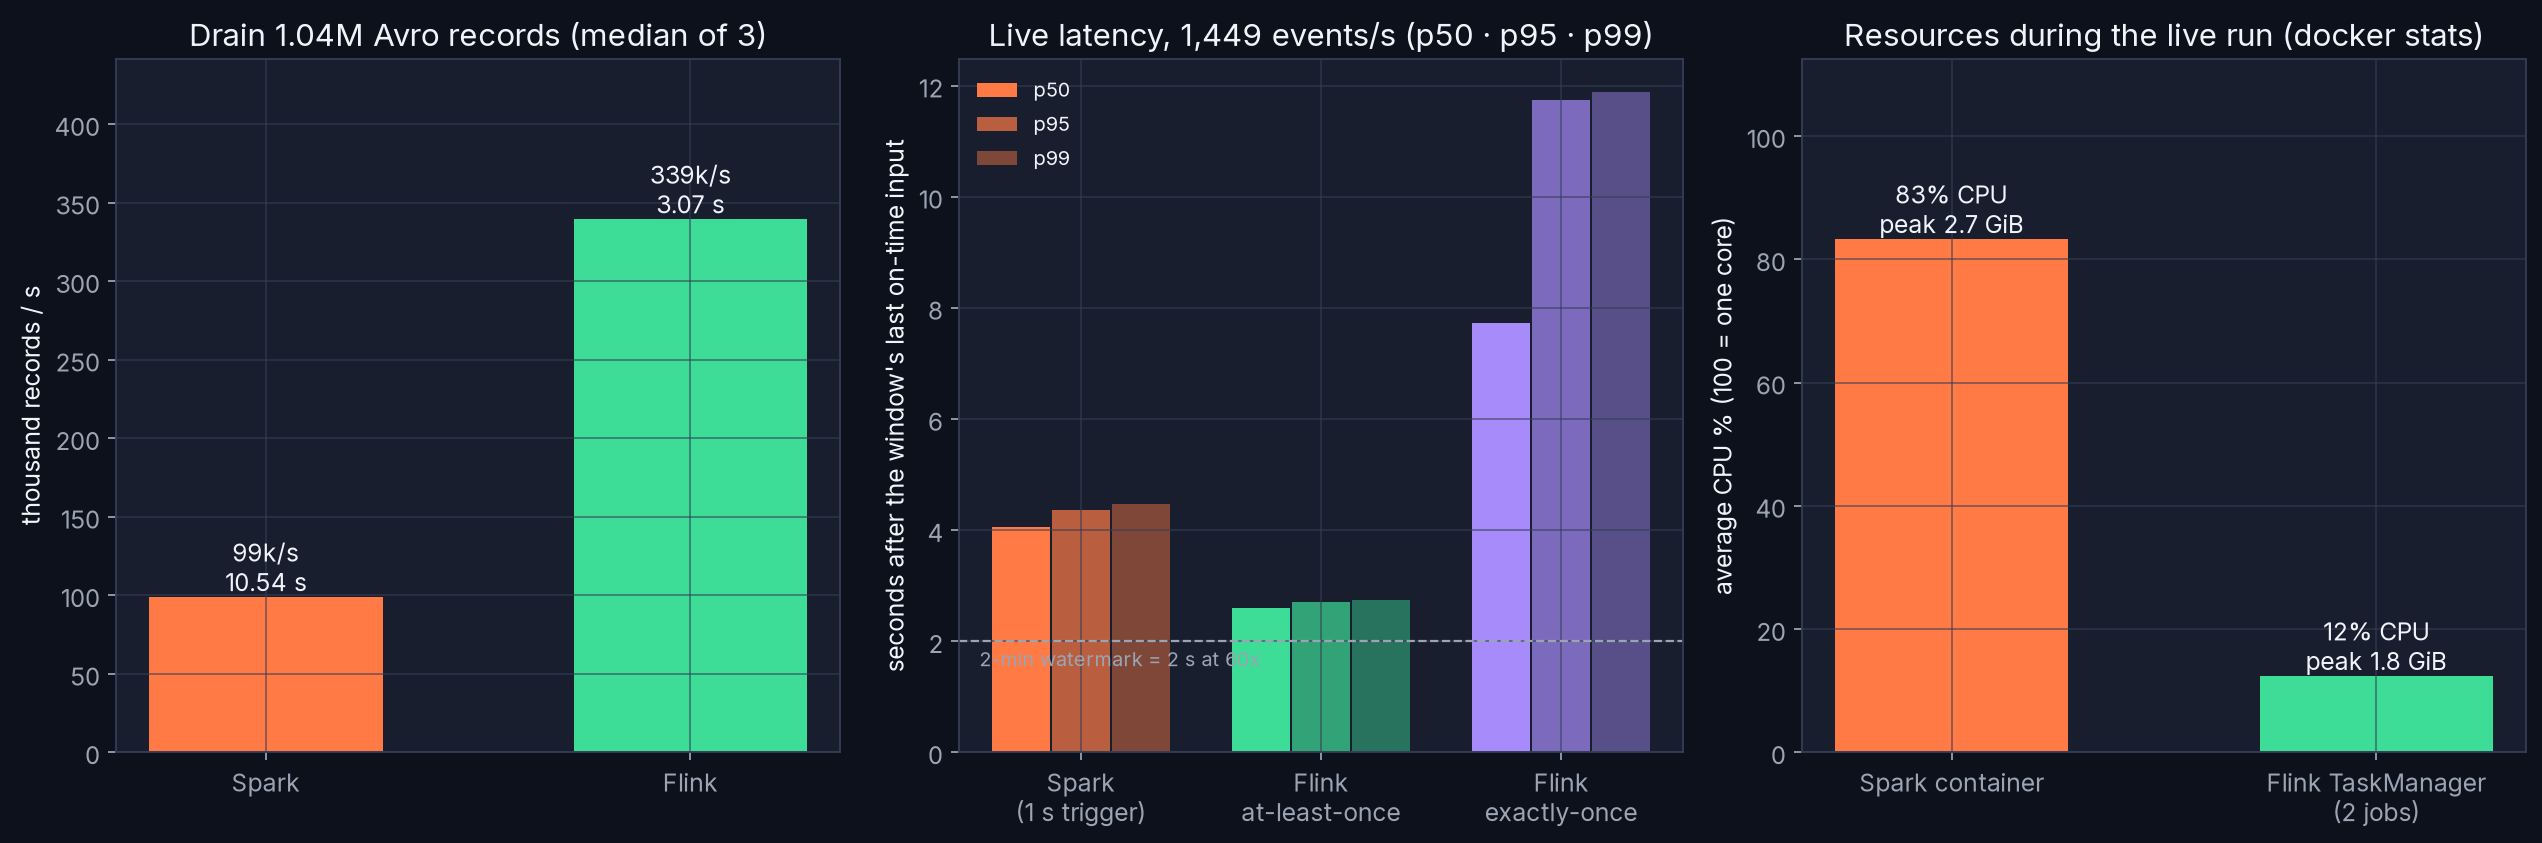 Drain 1.04M Avro records (median of 3)
thousand records / s
400
350
300
250
200
150
100
50
0
339k/s
3.07 s
99k/s
10.54 s
Spark
Flink
Live latency, 1,449 events/s (p50 · p95 · p99)
seconds after the window's last on-time input
12
10
8
6
4
2
0
p50
p95
p99
2-min watermark = 2 s at 60x
Spark
(1 s trigger)
Flink
at-least-once
Flink
exactly-once
Resources during the live run (docker stats)
average CPU % (100 = one core)
100
80
60
40
20
0
83% CPU
peak 2.7 GiB
12% CPU
peak 1.8 GiB
Spark container
Flink TaskManager
(2 jobs)